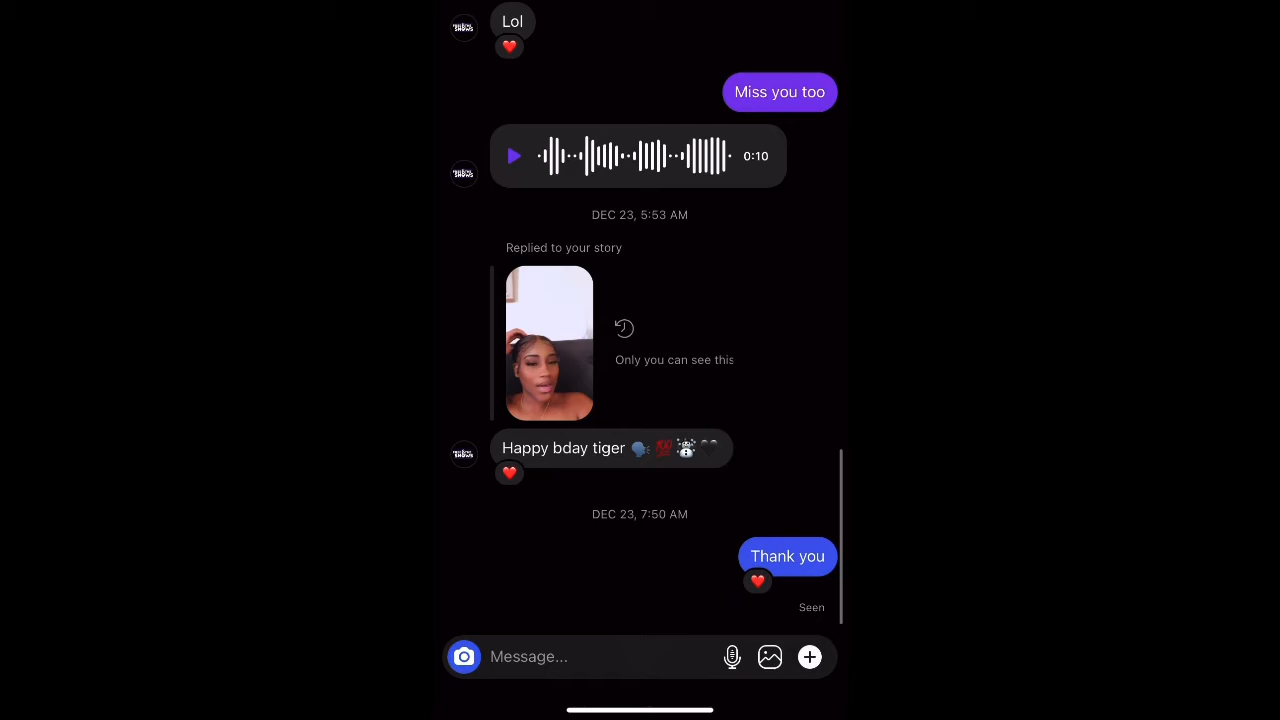 Lol
Miss you too
0:10
DEC 23, 5:53 AM
Replied to your story
Only you can see this
Happy bday tiger 🗣️💯☃️🖤
DEC 23, 7:50 AM
Thank you
Seen
Message...